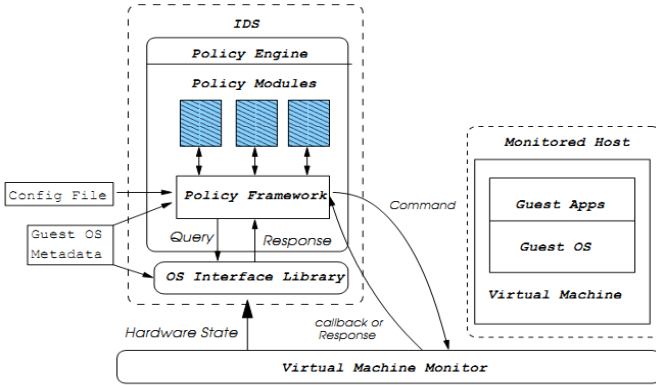 IDS
Policy Engine
Policy Modules
Monitored Host
Config File
Policy Framework
Command
Guest Apps
Guest OS
Metadata
Query
Response
Guest OS
OS Interface Library
Virtual Machine
Hardware State
callback or
Response
Virtual Machine Monitor